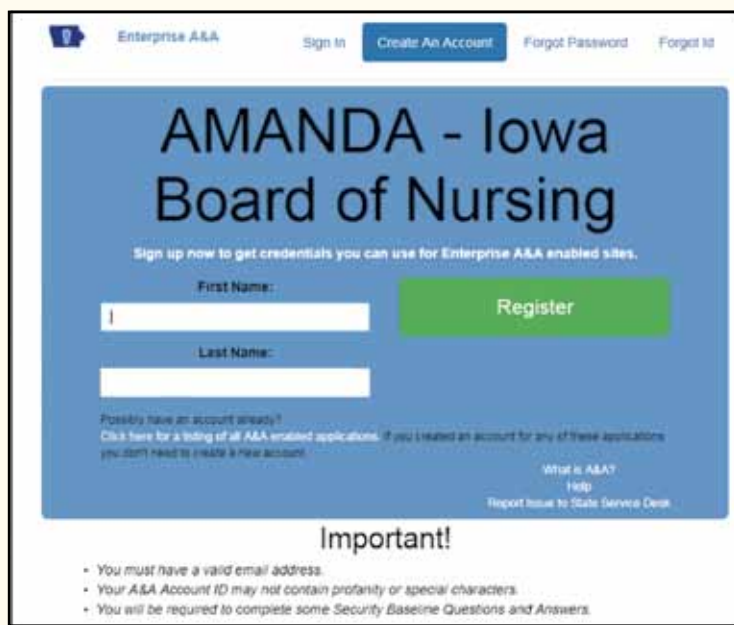 Enterprise A&A
Sign In
Create An Account
Forgot Password
Forgot Id
AMANDA - Iowa
Board of Nursing
Sign up now to get credentials you can use for Enterprise A&A enabled sites.
First Name:
Register
Last Name:
Possibly have an account already?
Click here for a listing of all A&A enabled applications. If you created an account for any of these applications
you don't need to create a new account.
What is A&A?
Help
Report Issue to State Service Desk
Important!
• You must have a valid email address.
• Your A&A Account ID may not contain profanity or special characters.
• You will be required to complete some Security Baseline Questions and Answers.